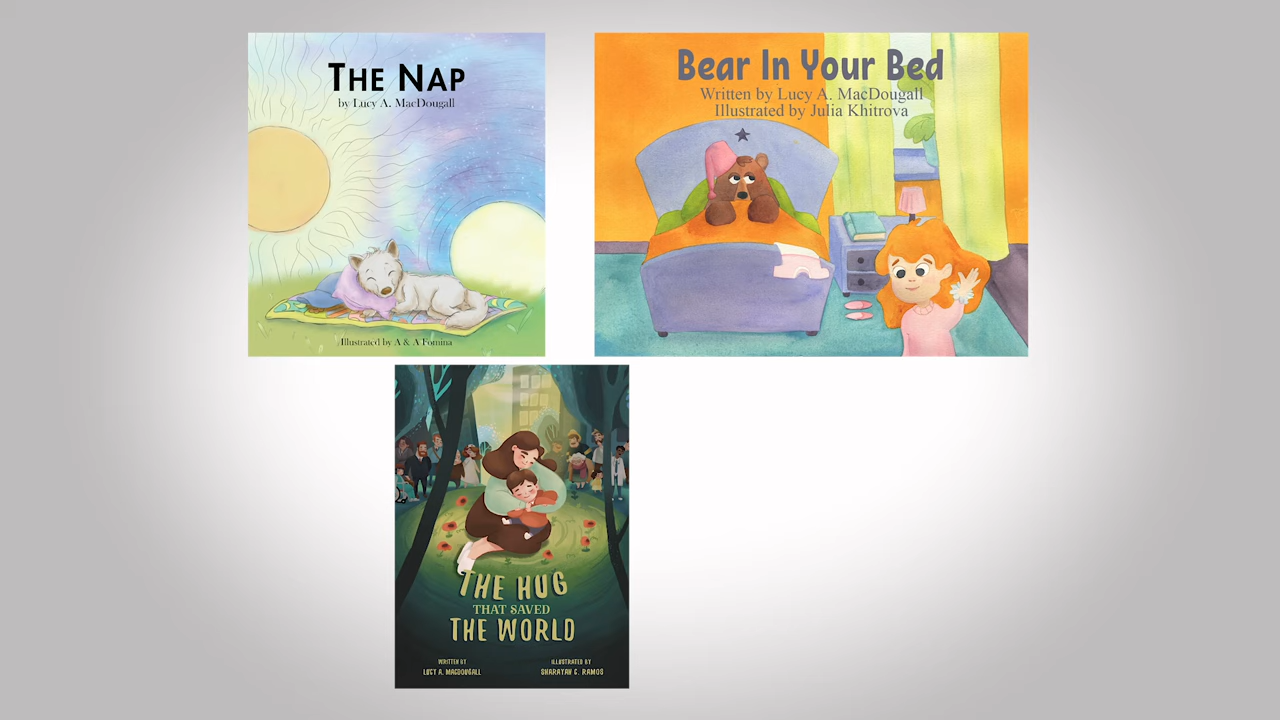 THE NAP
by Lucy A. MacDougall
Illustrated by A & A Fomina
Bear In Your Bed
Written by Lucy A. MacDougall
Illustrated by Julia Khitrova
THE HUG
THAT SAVED
THE WORLD
WRITTEN BY
LUCY A. MACDOUGALL
ILLUSTRATED BY
SHARAYAH C. RAMOS